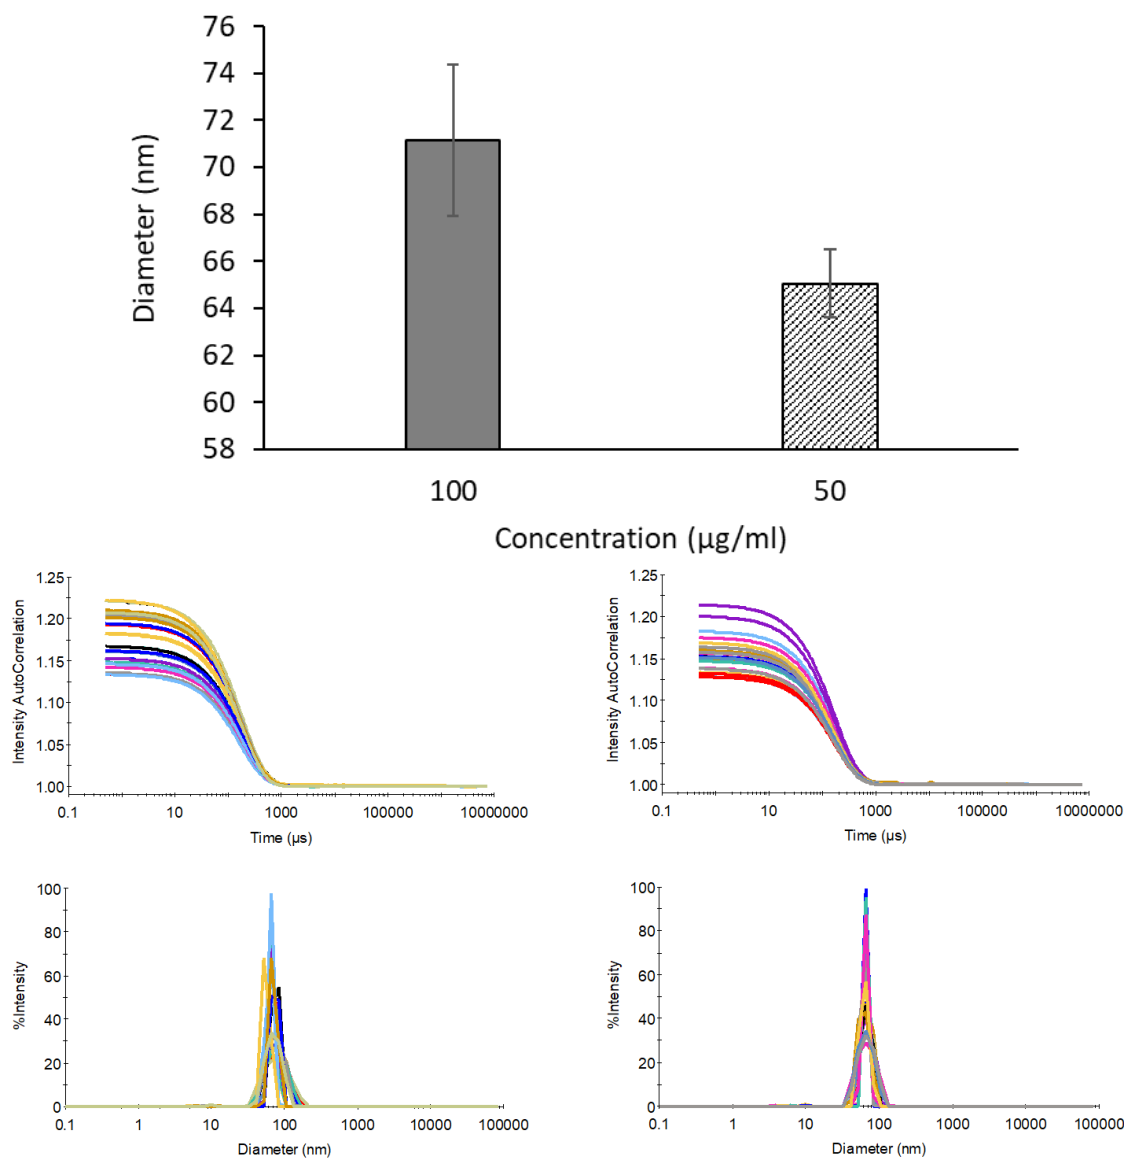 76
74
72
70
68
66
64
62
60
58
Diameter (nm)
100 50
Concentration (µg/ml)
1.25
1.20
1.15
1.10
1.05
1.00
Intensity AutoCorrelation
0.1 10 1000 100000 10000000
Time (µs)
1.25
1.20
1.15
1.10
1.05
1.00
Intensity AutoCorrelation
0.1 10 1000 100000 10000000
Time (µs)
100
80
60
40
20
0
%Intensity
0.1 1 10 100 1000 10000 100000
Diameter (nm)
100
80
60
40
20
0
%Intensity
0.1 1 10 100 1000 10000 100000
Diameter (nm)